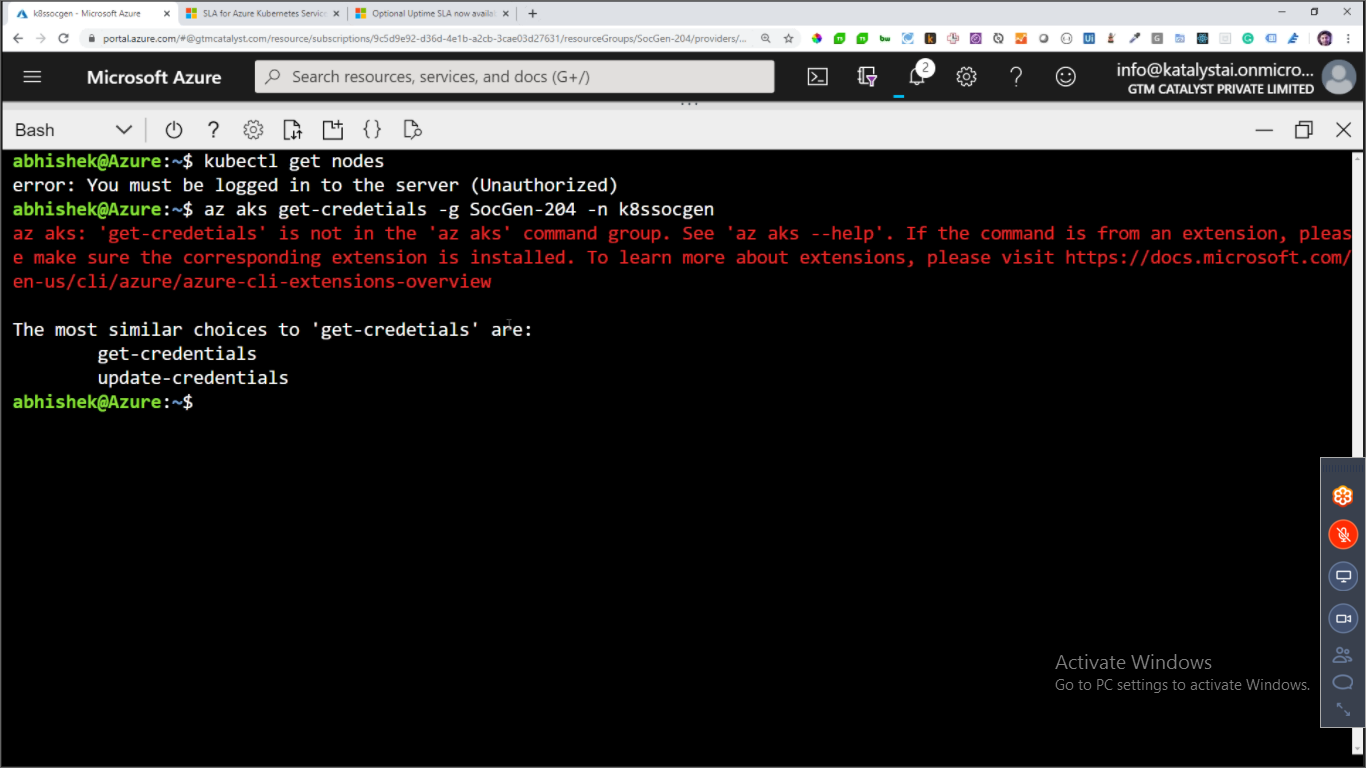 k8ssocgen - Microsoft Azure
SLA for Azure Kubernetes Service
Optional Uptime SLA now availa
portal.azure.com/#@gtmcatalyst.com/resource/subscriptions/9c5d9e92-d36d-4e1b-a2cb-3cae03d27631/resourceGroups/SocGen-204/providers/...
Microsoft Azure
Search resources, services, and docs (G+/)
2
info@katalystai.onmicro...
GTM CATALYST PRIVATE LIMITED
Bash
abhishek@Azure:~$ kubectl get nodes
error: You must be logged in to the server (Unauthorized)
abhishek@Azure:~$ az aks get-credetials -g SocGen-204 -n k8ssocgen
az aks: 'get-credetials' is not in the 'az aks' command group. See 'az aks --help'. If the command is from an extension, pleas
e make sure the corresponding extension is installed. To learn more about extensions, please visit https://docs.microsoft.com/
en-us/cli/azure/azure-cli-extensions-overview
The most similar choices to 'get-credetials' are:
get-credentials
update-credentials
abhishek@Azure:~$
Activate Windows
Go to PC settings to activate Windows.